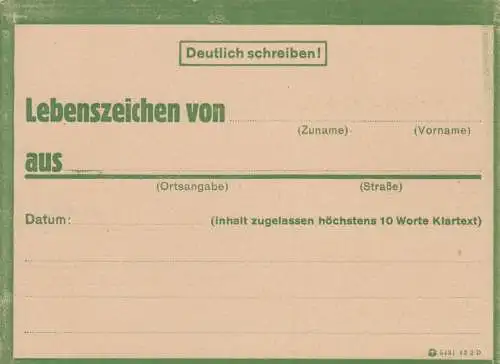 Deutlich schreiben!
Lebenszeichen von
(Zuname) (Vorname)
aus
(Ortsangabe) (Straße)
Datum: (Inhalt zugelassen höchstens 10 Worte Klartext)